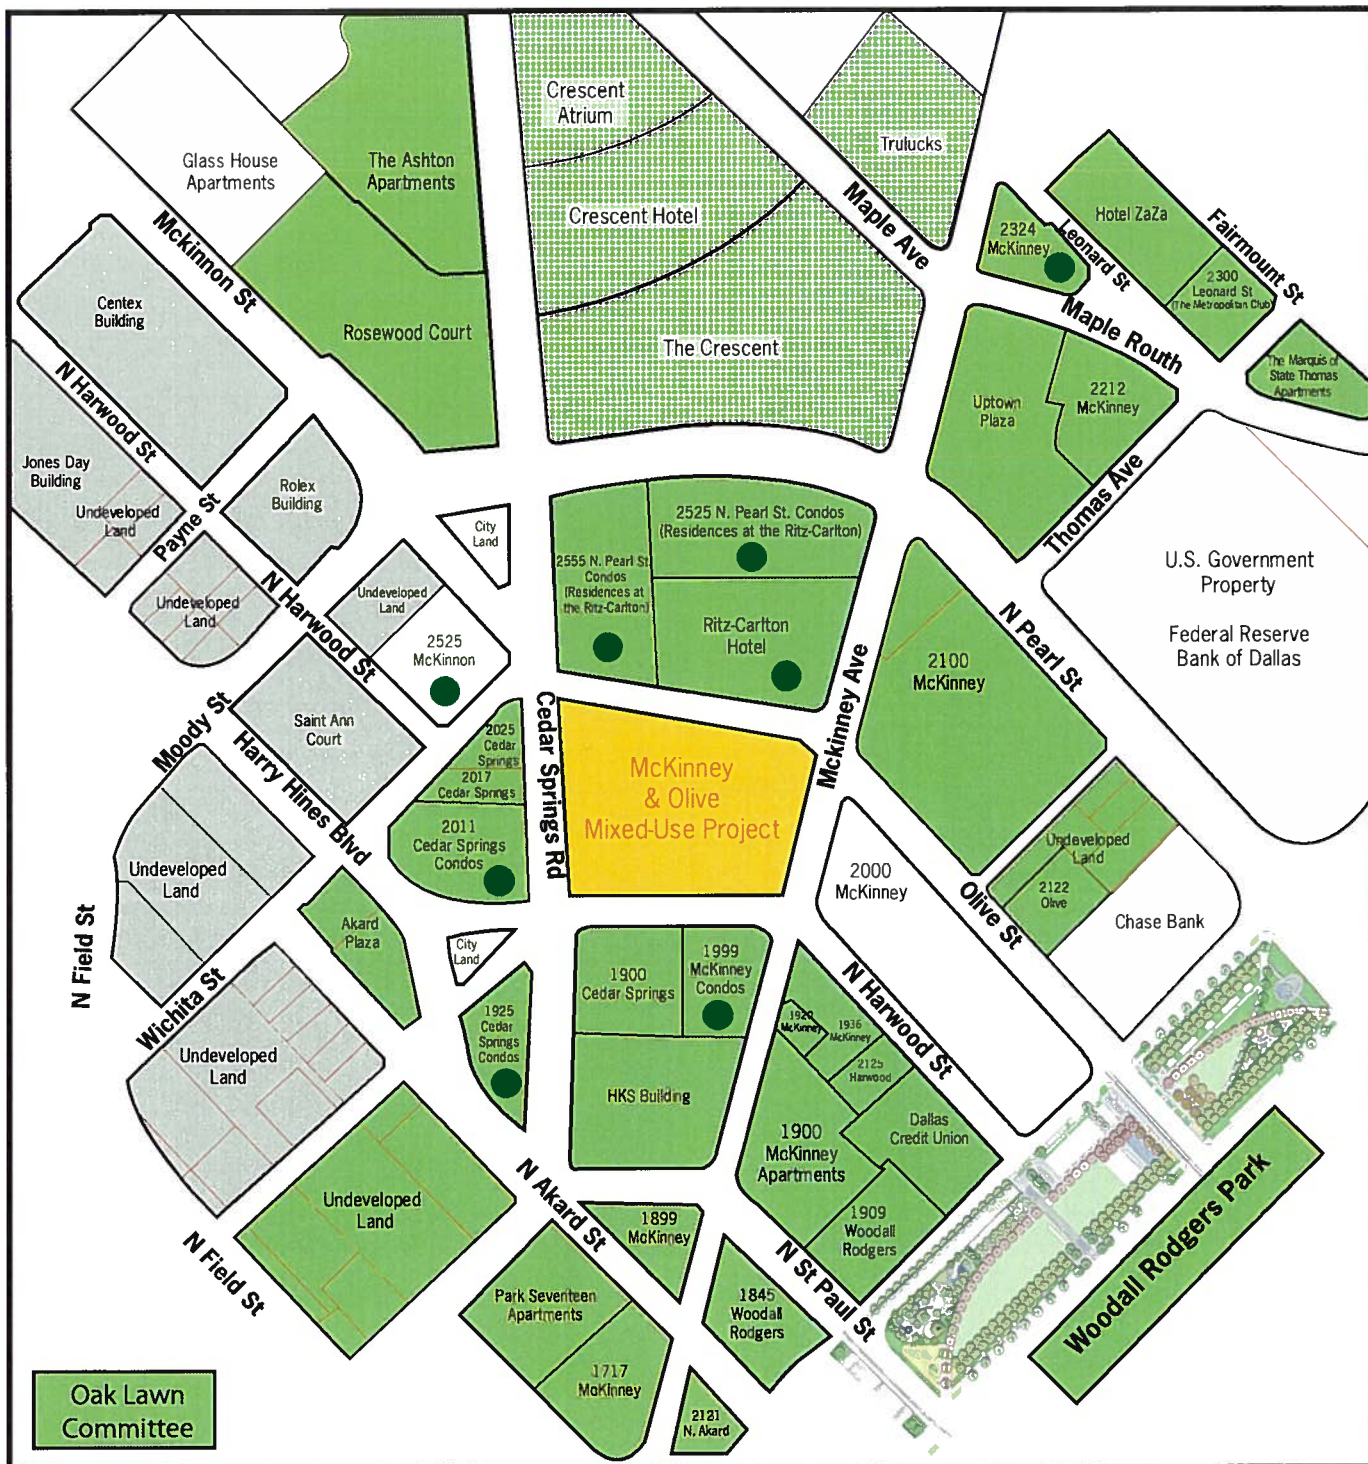 Crescent
Atrium
Trulucks
Glass House
Apartments
The Ashton
Apartments
Crescent Hotel
Maple Ave
2324
McKinney
Leonard St
Hotel ZaZa
Fairmount St
2300
Leonard St
(The Metropolitan Club)
Mckinnon St
Centex
Building
Rosewood Court
The Crescent
Maple Routh
The Marquis of
State Thomas
Apartments
N Harwood St
Uptown
Plaza
2212
McKinney
Jones Day
Building
Undeveloped
Land
Payne St
Rolex
Building
City
Land
2525 N. Pearl St. Condos
(Residences at the Ritz-Carlton)
Thomas Ave
2555 N. Pearl St.
Condos
(Residences at
the Ritz-Carlton)
U.S. Government
Property
Federal Reserve
Bank of Dallas
Undeveloped
Land
N Harwood St
Undeveloped
Land
2525
McKinnon
Ritz-Carlton
Hotel
N Pearl St
2100
McKinney
Mckinney Ave
Moody St
Saint Ann
Court
Harry Hines Blvd
2025
Cedar
Springs
2017
Cedar Springs
2011
Cedar Springs
Condos
Cedar Springs Rd
McKinney
& Olive
Mixed-Use Project
Undeveloped
Land
2122
Olive
Chase Bank
2000
McKinney
Olive St
Undeveloped
Land
N Field St
Wichita St
Akard
Plaza
City
Land
1900
Cedar Springs
1999
McKinney
Condos
N Harwood St
1920
McKinney
1936
McKinney
2125
Harwood
1925
Cedar
Springs
Condos
Undeveloped
Land
HKS Building
Dallas
Credit Union
1900
McKinney
Apartments
1909
Woodall
Rodgers
Woodall Rodgers Park
Undeveloped
Land
N Akard St
N Field St
1899
McKinney
N St Paul St
Park Seventeen
Apartments
1845
Woodall
Rodgers
1717
McKinney
2121
N. Akard
Oak Lawn
Committee